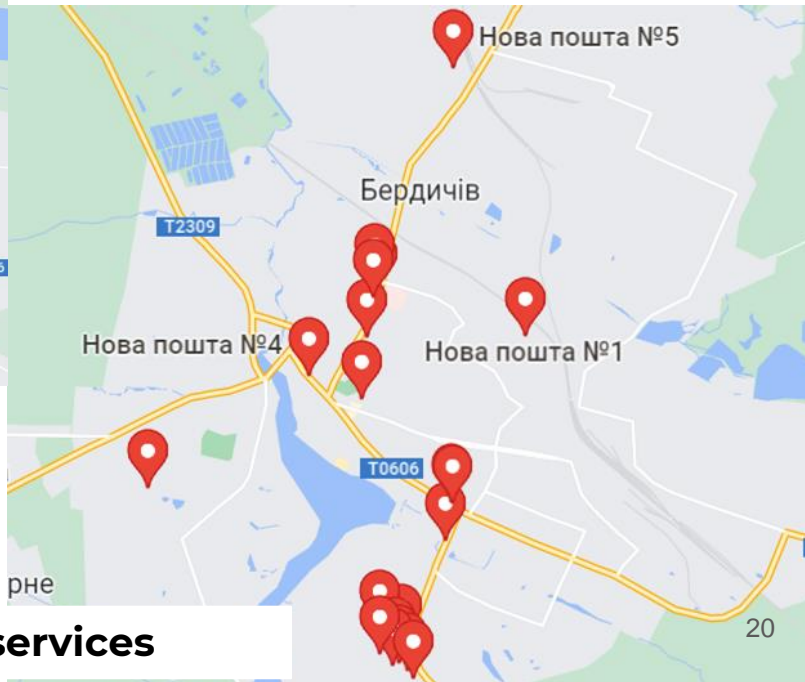 Нова пошта №5
Бердичів
T2309
Нова пошта №4
Нова пошта №1
T0606
рне
services
20